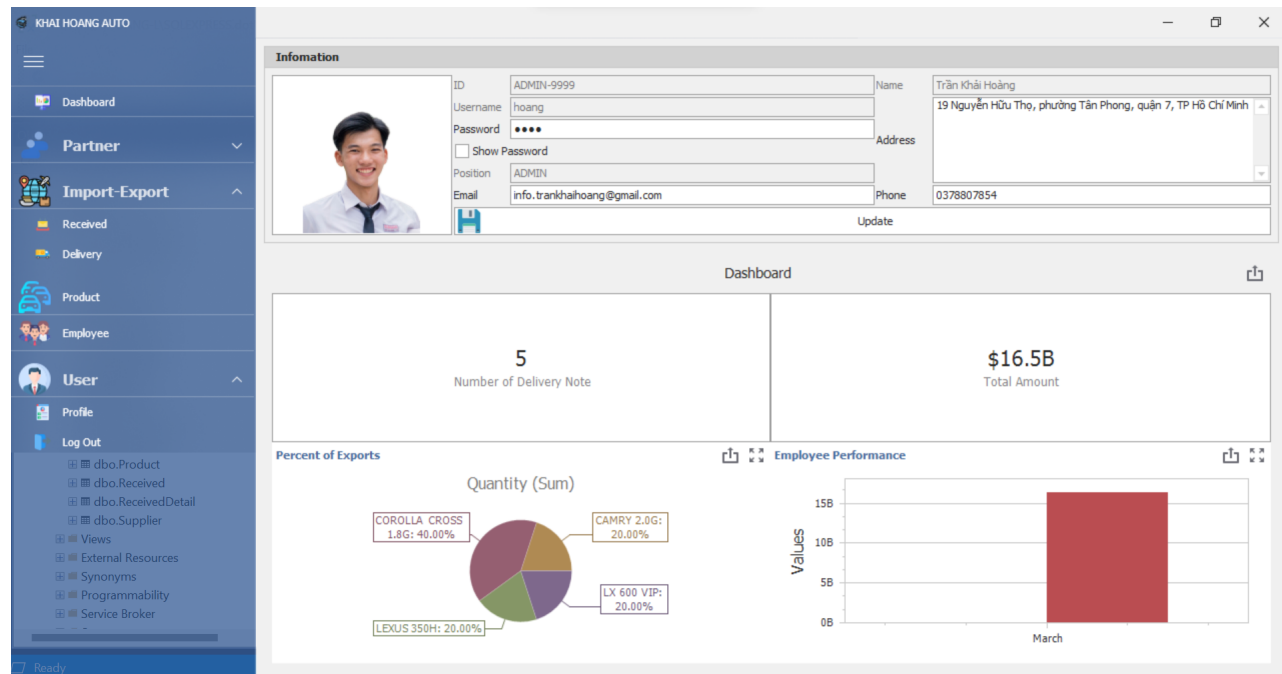 KHAI HOANG AUTO
Dashboard
Partner
Import-Export
Received
Delivery
Product
Employee
User
Profile
Log Out
dbo.Product
dbo.Received
dbo.ReceivedDetail
dbo.Supplier
Views
External Resources
Synonyms
Programmability
Service Broker
Ready
Infomation
ID ADMIN-9999 Name Trần Khải Hoàng
Username hoang
Password ●●●●
Show Password
Position ADMIN
Email info.trankhaihoang@gmail.com
Address 19 Nguyễn Hữu Thọ, phường Tân Phong, quận 7, TP Hồ Chí Minh
Phone 0378807854
Update
Dashboard
5
Number of Delivery Note
$16.5B
Total Amount
Percent of Exports
Quantity (Sum)
COROLLA CROSS
1.8G: 40.00%
CAMRY 2.0G:
20.00%
LX 600 VIP:
20.00%
LEXUS 350H: 20.00%
Employee Performance
Values
15B
10B
5B
0B
March